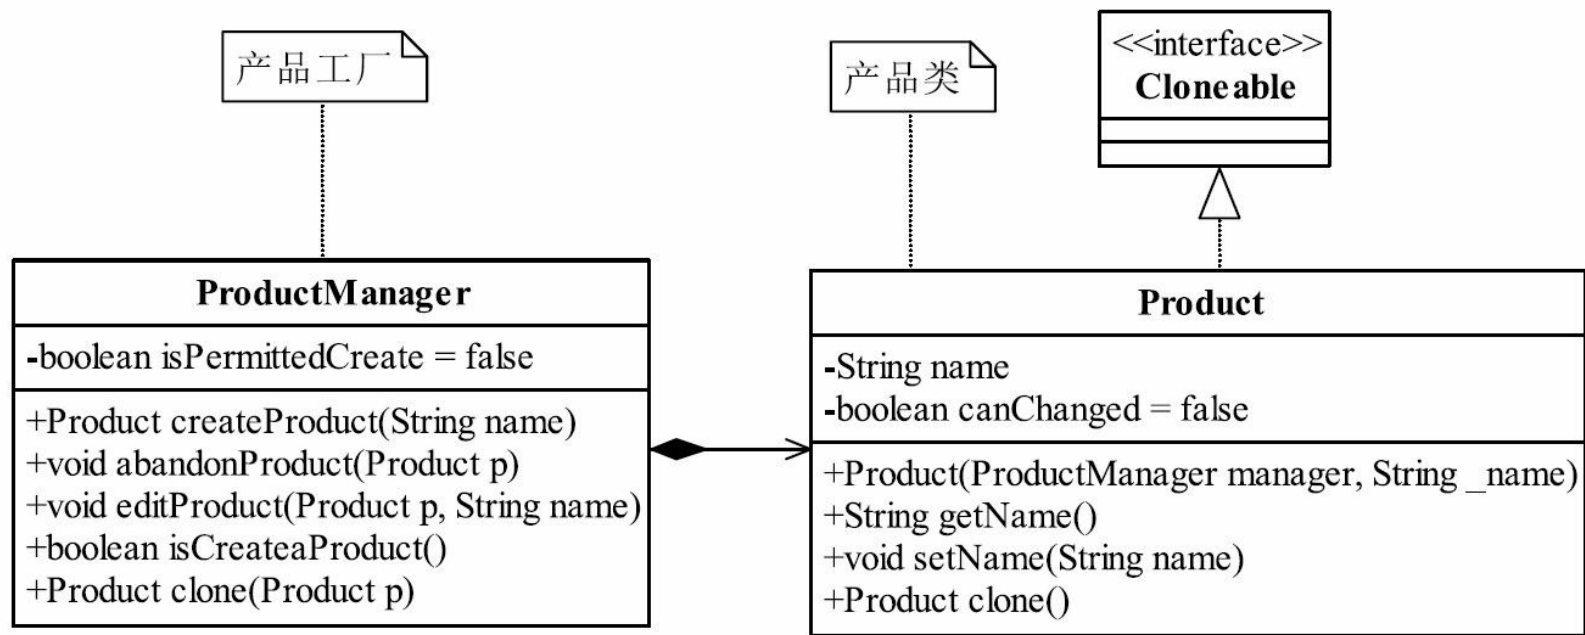 产品工厂
产品类
<<interface>>
Cloneable
ProductManager
-boolean isPermittedCreate = false
+Product createProduct(String name)
+void abandonProduct(Product p)
+void editProduct(Product p, String name)
+boolean isCreateaProduct()
+Product clone(Product p)
Product
-String name
-boolean canChanged = false
+Product(ProductManager manager, String _name)
+String getName()
+void setName(String name)
+Product clone()